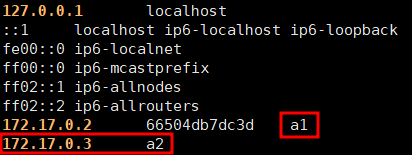 127.0.0.1 localhost
::1 localhost ip6-localhost ip6-loopback
fe00::0 ip6-localnet
ff00::0 ip6-mcastprefix
ff02::1 ip6-allnodes
ff02::2 ip6-allrouters
172.17.0.2 66504db7dc3d a1
172.17.0.3 a2